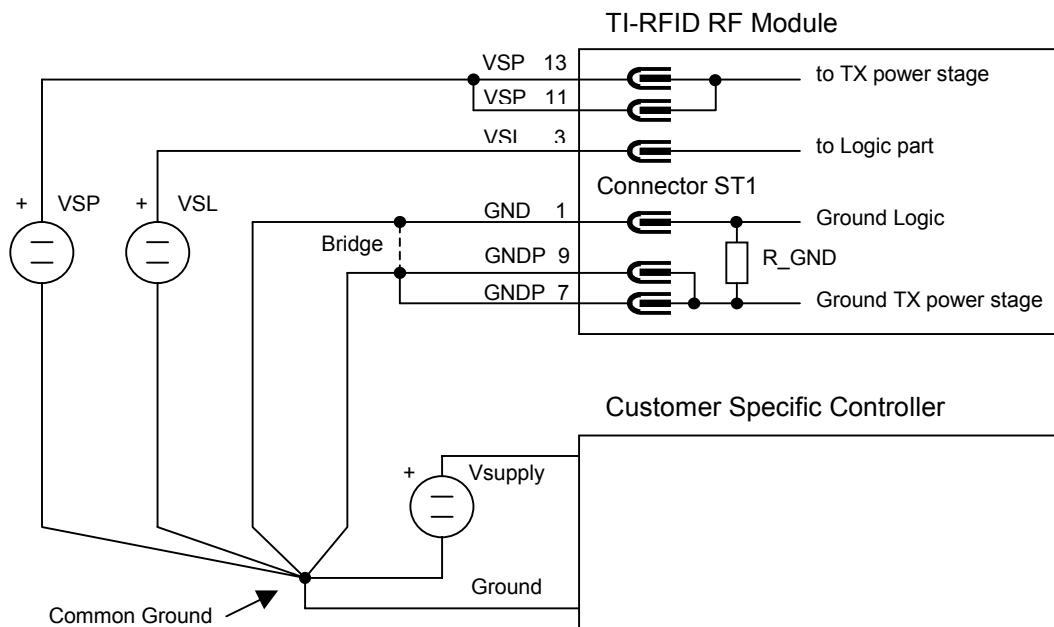 TI-RFID RF Module
VSP 13
to TX power stage
VSP 11
VSL 3
to Logic part
Connector ST1
+ VSP
+ VSL
GND 1
Ground Logic
Bridge
R_GND
GNDP 9
GNDP 7
Ground TX power stage
Customer Specific Controller
+ Vsupply
Ground
Common Ground